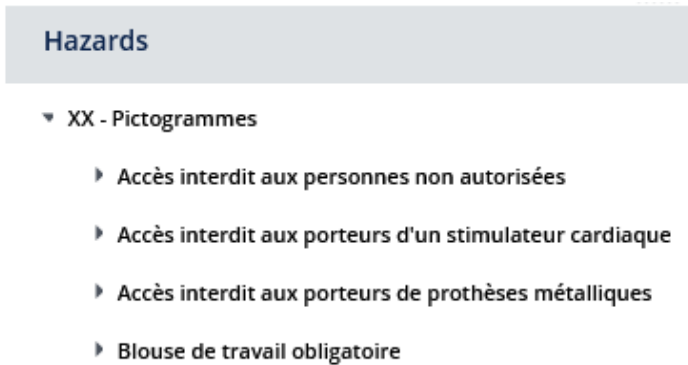 Hazards
XX - Pictogrammes
Accès interdit aux personnes non autorisées
Accès interdit aux porteurs d'un stimulateur cardiaque
Accès interdit aux porteurs de prothèses métalliques
Blouse de travail obligatoire